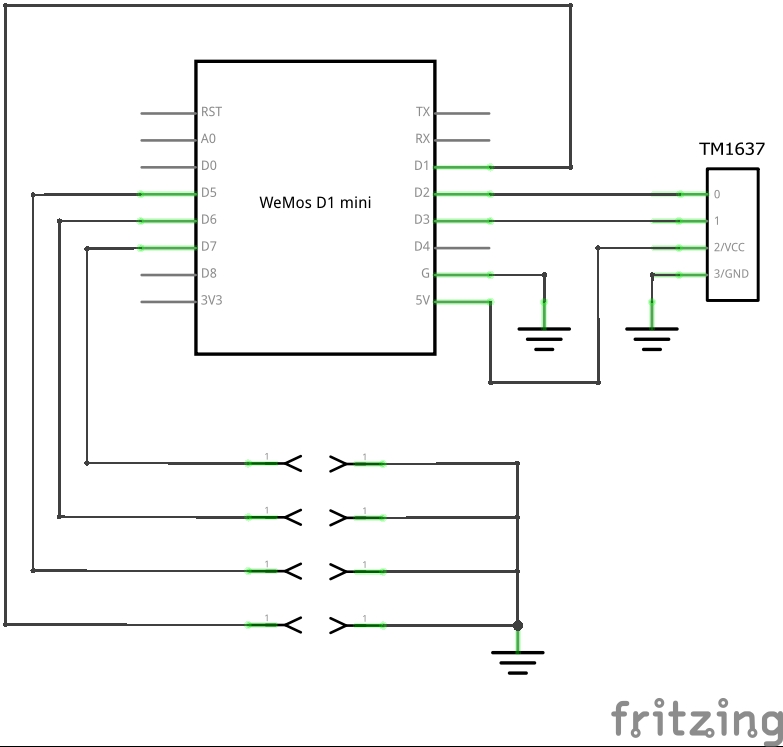 RST
A0
D0
D5
D6
D7
D8
3V3
WeMos D1 mini
TX
RX
D1
D2
D3
D4
G
5V
TM1637
0
1
2/VCC
3/GND
1 1
1 1
1 1
1 1
fritzing